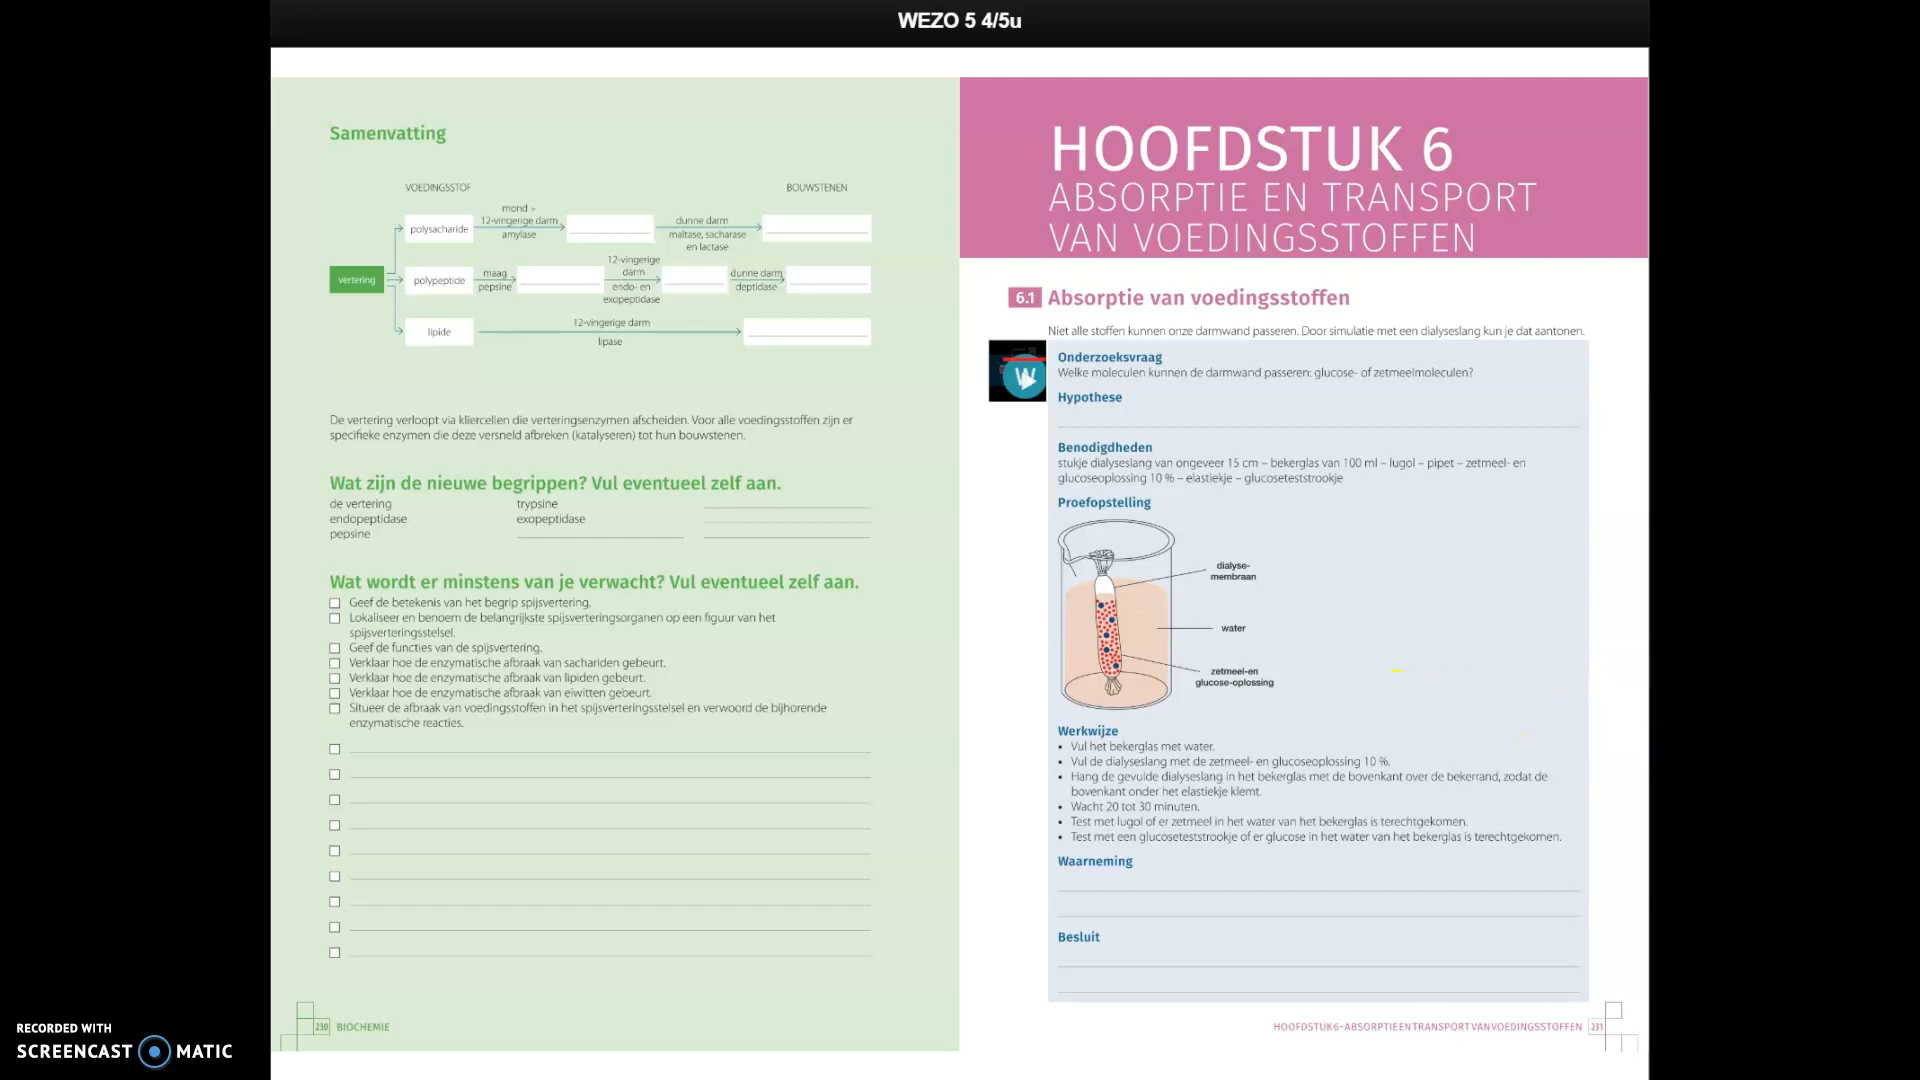 WEZO 5 4/5u
Samenvatting
VOEDINGSSTOF
BOUWSTENEN
mond +
12-vingerige darm
amylase
polysacharide
dunne darm
maltase, sacharase
en lactase
vertering
polypeptide
maag
pepsine
12-vingerige
darm
endo- en
exopeptidase
dunne darm
deptidase
lipide
12-vingerige darm
lipase
De vertering verloopt via kliercellen die verteringsenzymen afscheiden. Voor alle voedingsstoffen zijn er
specifieke enzymen die deze versneld afbreken (katalyseren) tot hun bouwstenen.
Wat zijn de nieuwe begrippen? Vul eventueel zelf aan.
de vertering
endopeptidase
pepsine
trypsine
exopeptidase
Wat wordt er minstens van je verwacht? Vul eventueel zelf aan.
Geef de betekenis van het begrip spijsvertering.
Lokaliseer en benoem de belangrijkste spijsverteringsorganen op een figuur van het
spijsverteringsstelsel.
Geef de functies van de spijsvertering.
Verklaar hoe de enzymatische afbraak van sachariden gebeurt.
Verklaar hoe de enzymatische afbraak van lipiden gebeurt.
Verklaar hoe de enzymatische afbraak van eiwitten gebeurt.
Situeer de afbraak van voedingsstoffen in het spijsverteringsstelsel en verwoord de bijhorende
enzymatische reacties.
230 BIOCHEMIE
HOOFDSTUK 6
ABSORPTIE EN TRANSPORT
VAN VOEDINGSSTOFFEN
6.1 Absorptie van voedingsstoffen
Niet alle stoffen kunnen onze darmwand passeren. Door simulatie met een dialyseslang kun je dat aantonen.
W
Onderzoeksvraag
Welke moleculen kunnen de darmwand passeren: glucose- of zetmeelmoleculen?
Hypothese
Benodigdheden
stukje dialyseslang van ongeveer 15 cm – bekerglas van 100 ml – lugol – pipet – zetmeel- en
glucoseoplossing 10 % – elastiekje – glucoseteststrookje
Proefopstelling
dialyse-
membraan
water
zetmeel-en
glucose-oplossing
Werkwijze
• Vul het bekerglas met water.
• Vul de dialyseslang met de zetmeel- en glucoseoplossing 10 %.
• Hang de gevulde dialyseslang in het bekerglas met de bovenkant over de bekerrand, zodat de
bovenkant onder het elastiekje klemt.
• Wacht 20 tot 30 minuten.
• Test met lugol of er zetmeel in het water van het bekerglas is terechtgekomen.
• Test met een glucoseteststrookje of er glucose in het water van het bekerglas is terechtgekomen.
Waarneming
Besluit
HOOFDSTUK 6 - ABSORPTIE EN TRANSPORT VAN VOEDINGSSTOFFEN 231
RECORDED WITH
SCREENCAST MATIC